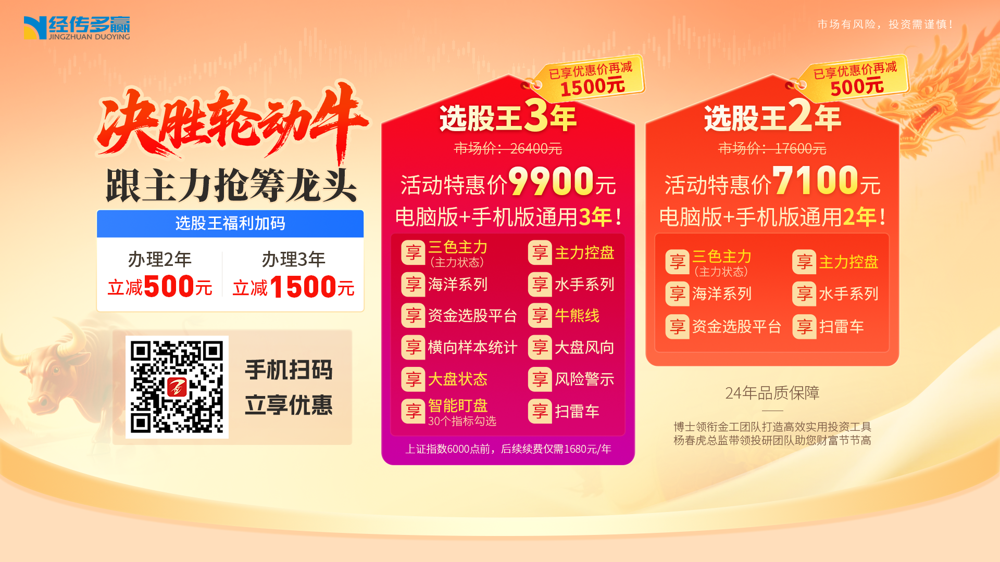 经传多赢
JINGZHUAN DUOYING
市场有风险，投资需谨慎！
决胜轮动牛
跟主力抢筹龙头
选股王福利加码
办理2年
立减500元
办理3年
立减1500元
手机扫码
立享优惠
已享优惠价再减
1500元
选股王3年
市场价：26400元
活动特惠价9900元
电脑版+手机版通用3年！
享 三色主力
（主力状态）
享 主力控盘
享 海洋系列
享 水手系列
享 资金选股平台
享 牛熊线
享 横向样本统计
享 大盘风向
享 大盘状态
享 风险警示
享 智能盯盘
30个指标勾选
享 扫雷车
上证指数6000点前，后续续费仅需1680元/年
已享优惠价再减
500元
选股王2年
市场价：17600元
活动特惠价7100元
电脑版+手机版通用2年！
享 三色主力
（主力状态）
享 主力控盘
享 海洋系列
享 水手系列
享 资金选股平台
享 扫雷车
24年品质保障
博士领衔金工团队打造高效实用投资工具
杨春虎总监带领投研团队助您财富节节高